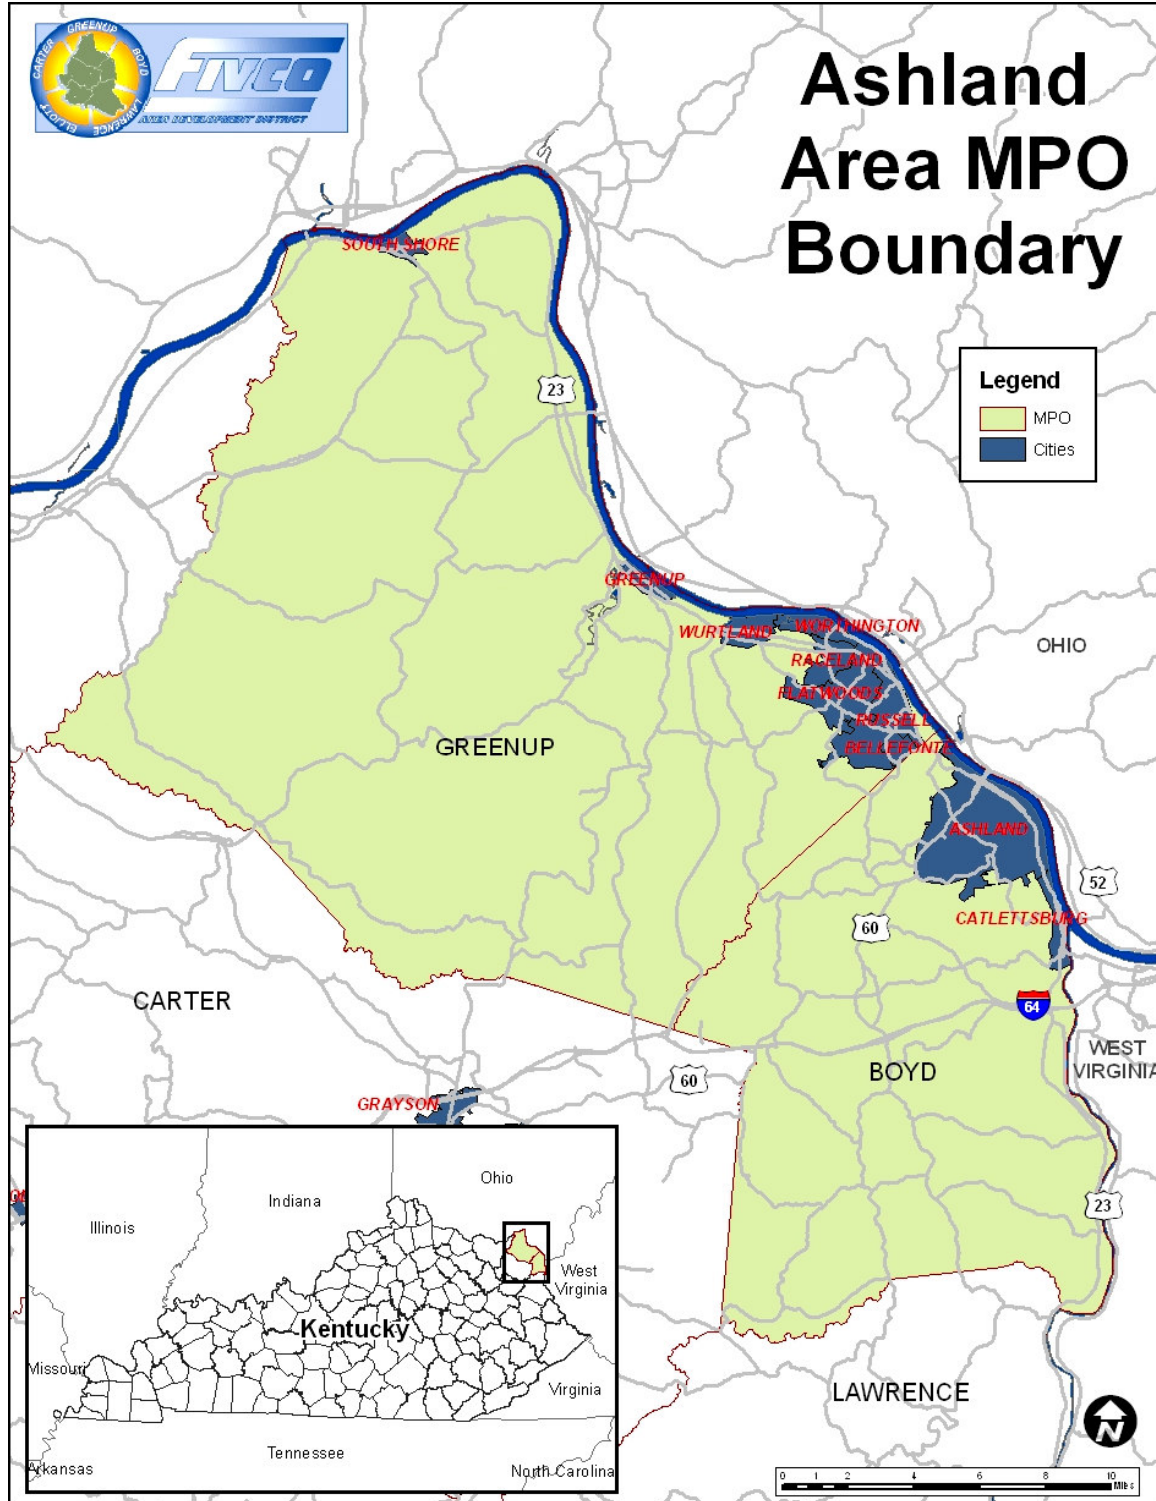 CARTER GREENUP BOYD LAWRENCE ELLIOTT
FIVCO
AREA DEVELOPMENT DISTRICT
Ashland
Area MPO
Boundary
SOUTH SHORE
23
Legend
MPO
Cities
GREENUP
WURTLAND
WORTHINGTON
OHIO
RACELAND
FLATWOODS
RUSSELL
GREENUP
BELLEFONTE
ASHLAND
52
CATLETTSBURG
60
CARTER
64
WEST
VIRGINIA
BOYD
60
GRAYSON
23
Ohio
Indiana
Illinois
West
Virginia
Kentucky
Missouri
Virginia
Tennessee
Arkansas
North Carolina
LAWRENCE
N
0 1 2 4 6 8 10
Miles